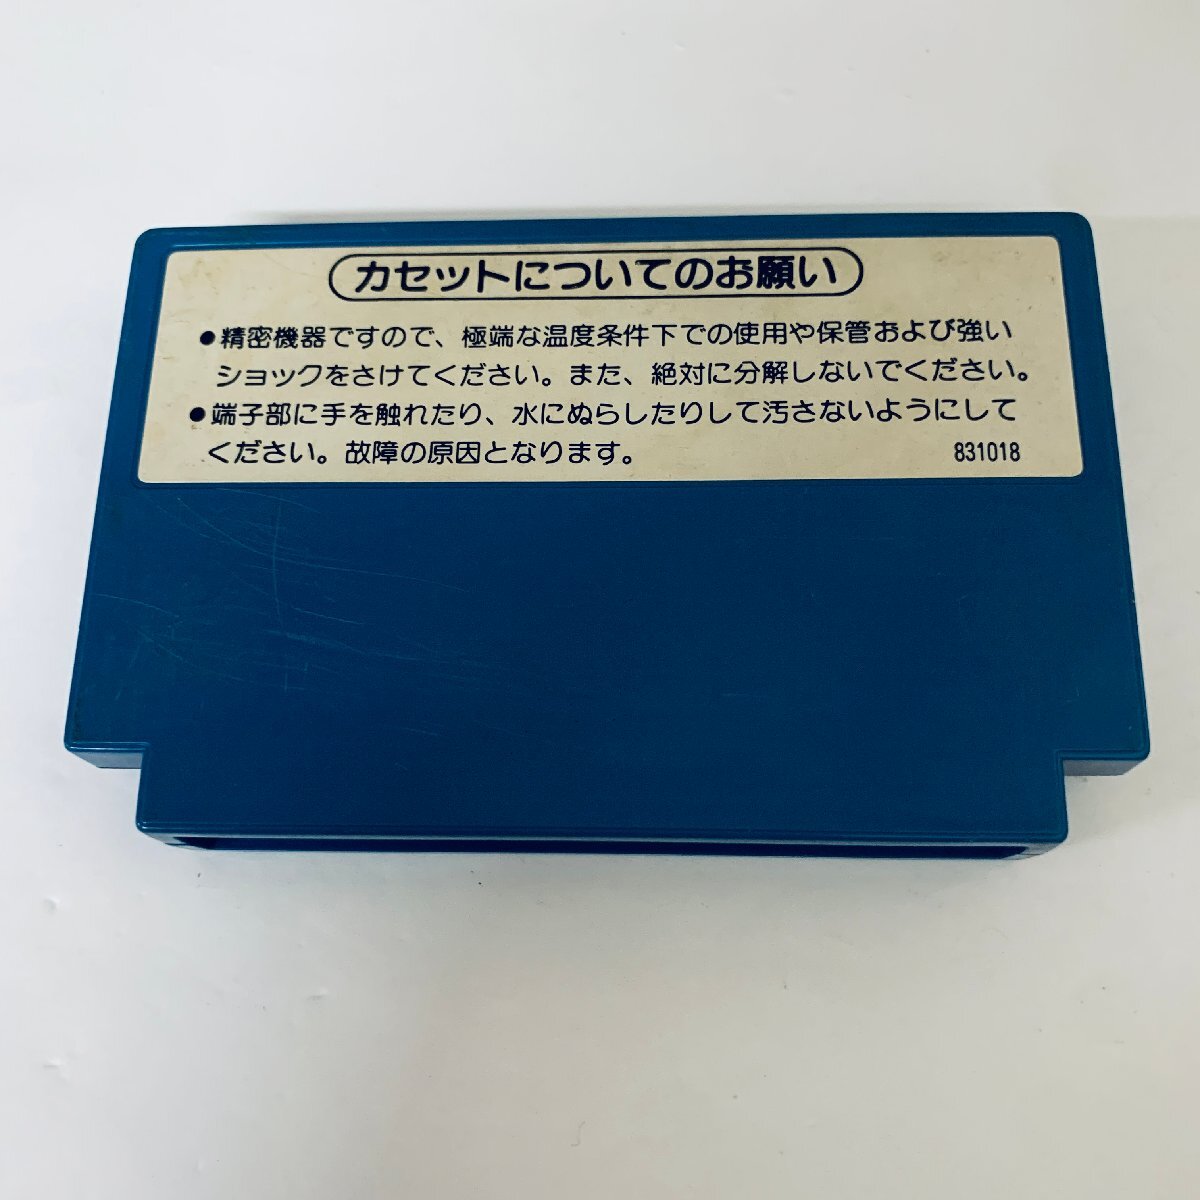 カセットについてのお願い
●精密機器ですので、極端な温度条件下での使用や保管および強い
ショックをさけてください。また、絶対に分解しないでください。
●端子部に手を触れたり、水にぬらしたりして汚さないようにして
ください。故障の原因となります。 831018